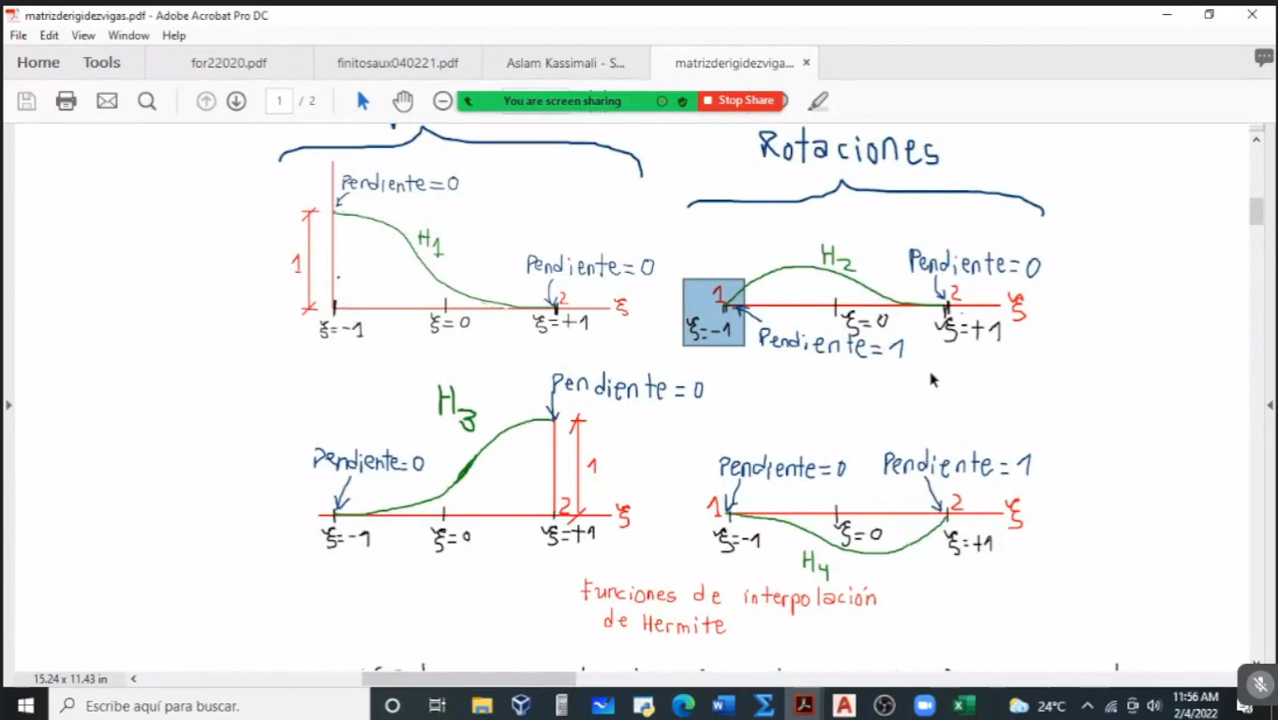 matrizderigidezvigas.pdf - Adobe Acrobat Pro DC
File Edit View Window Help
Home Tools for22020.pdf finitosaux040221.pdf Aslam Kassimali - S... matrizderigidezviga... ×
1 / 2 You are screen sharing Stop Share
Rotaciones
Pendiente=0
1
H1
Pendiente=0
2
ξ
ξ=-1
ξ=0
ξ=+1
H2
Pendiente=0
1
2
ξ
ξ=-1
ξ=0
ξ=+1
Pendiente=1
H3
Pendiente=0
Pendiente=0
1
2
ξ
ξ=-1
ξ=0
ξ=+1
Pendiente=0
Pendiente=1
1
2
ξ
ξ=-1
ξ=0
ξ=+1
H4
Funciones de interpolación
de Hermite
15.24 x 11.43 in
Escribe aquí para buscar.
24°C
11:56 AM
2/4/2022